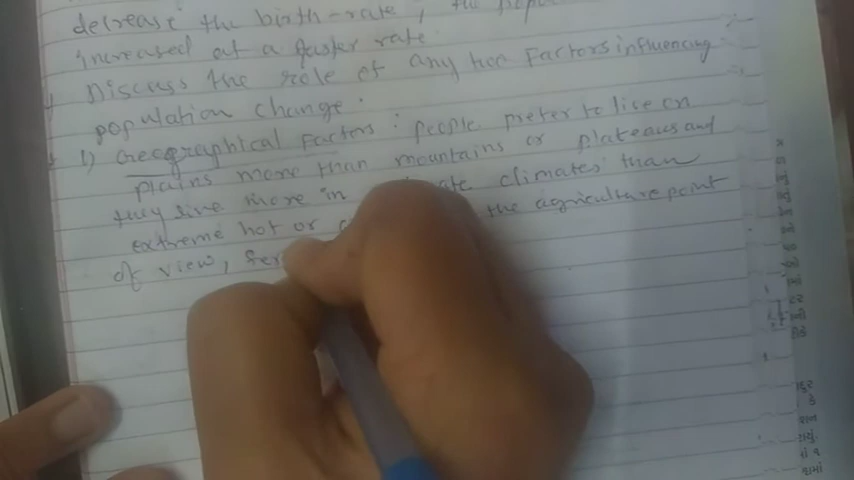 decrease the birth-rate, the
increased at a faster rate.
Discuss the role of any two Factors influencing
population change.
1) Geographical Factors: people prefer to live on
plains more than mountains or plateaus and
they live more in climates than
extreme hot or the agriculture point
of view,